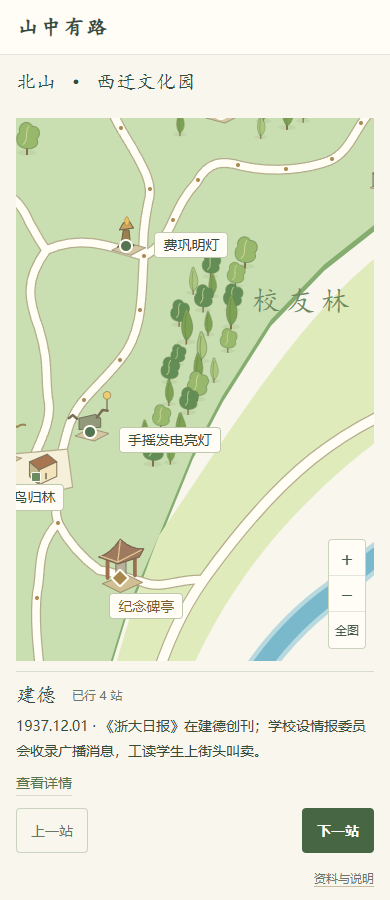 山中有路
北山 • 西迁文化园
费巩明灯
校友林
手摇发电亮灯
鸟归林
纪念碑亭
+
−
全图
建德 已行 4 站
1937.12.01 · 《浙大日报》在建德创刊；学校设情报委员
会收录广播消息，工读学生上街头叫卖。
查看详情
上一站
下一站
资料与说明